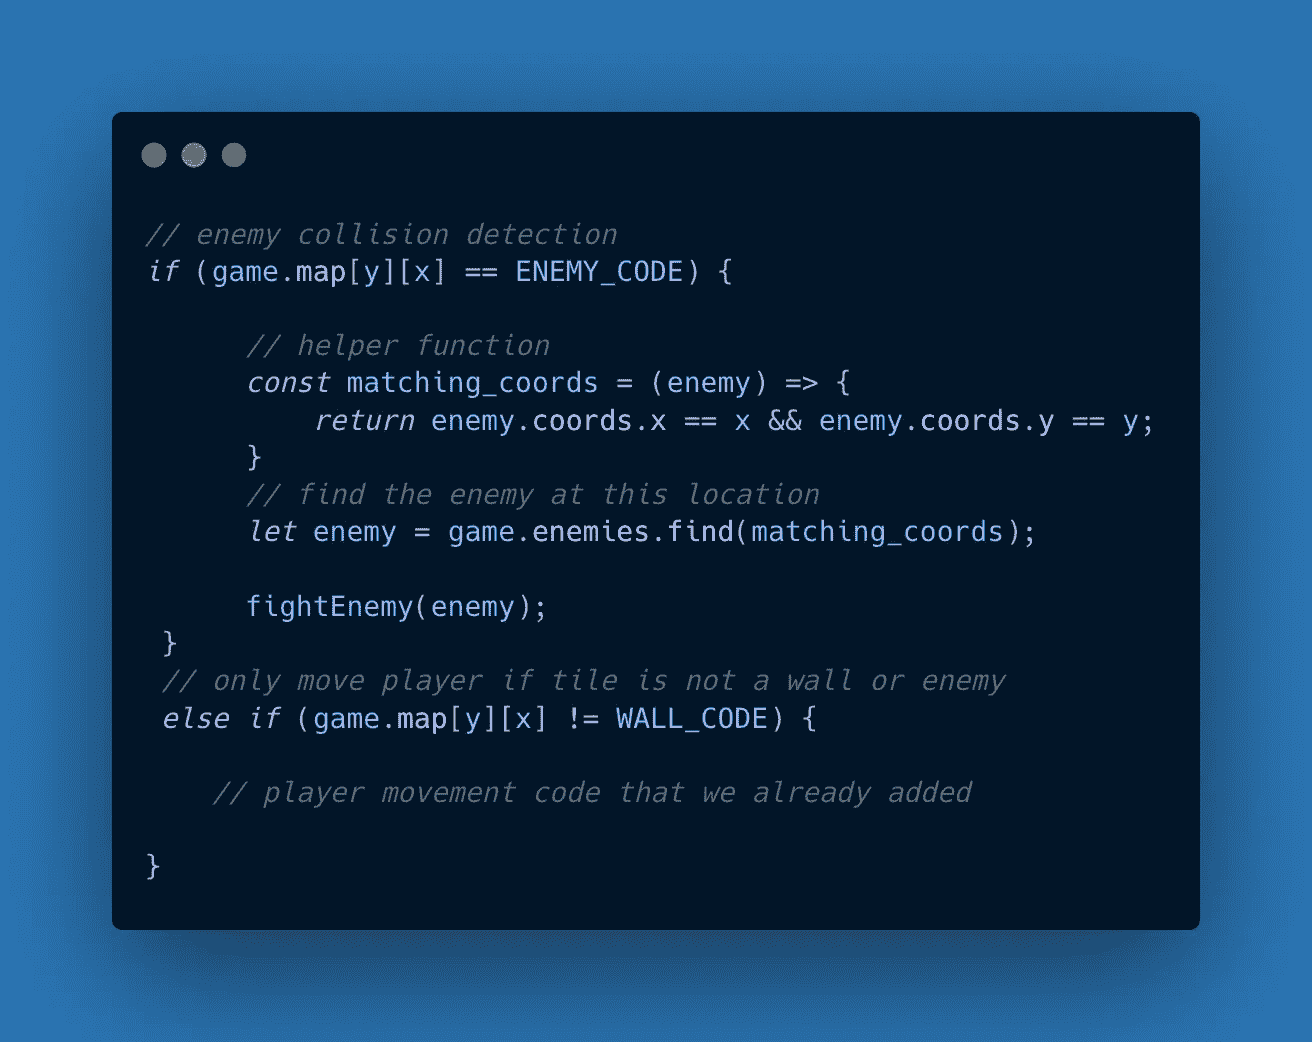 // enemy collision detection
if (game.map[y][x] == ENEMY_CODE) {
// helper function
const matching_coords = (enemy) => {
return enemy.coords.x == x && enemy.coords.y == y;
}
// find the enemy at this location
let enemy = game.enemies.find(matching_coords);
fightEnemy(enemy);
}
// only move player if tile is not a wall or enemy
else if (game.map[y][x] != WALL_CODE) {
// player movement code that we already added
}